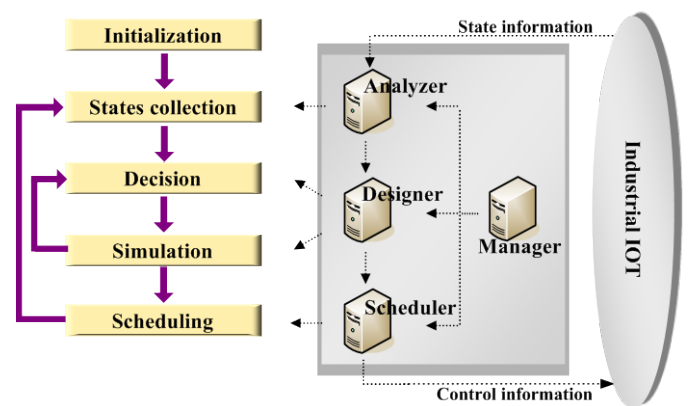 Initialization
States collection
Decision
Simulation
Scheduling
State information
Analyzer
Designer
Manager
Scheduler
Control information
Industrial IOT